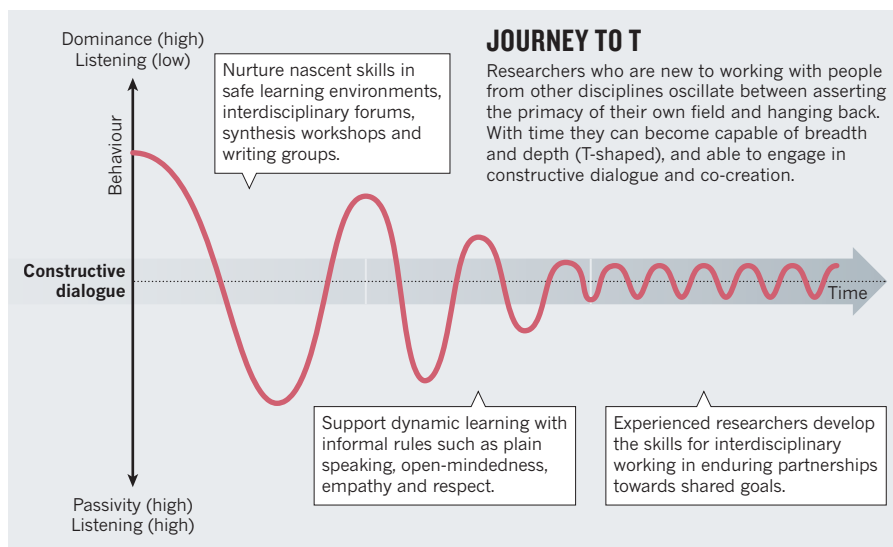 Dominance (high)
Listening (low)
Behaviour
Nurture nascent skills in
safe learning environments,
interdisciplinary forums,
synthesis workshops and
writing groups.
JOURNEY TO T
Researchers who are new to working with people
from other disciplines oscillate between asserting
the primacy of their own field and hanging back.
With time they can become capable of breadth
and depth (T-shaped), and able to engage in
constructive dialogue and co-creation.
Constructive
dialogue
Time
Support dynamic learning with
informal rules such as plain
speaking, open-mindedness,
empathy and respect.
Experienced researchers develop
the skills for interdisciplinary
working in enduring partnerships
towards shared goals.
Passivity (high)
Listening (high)